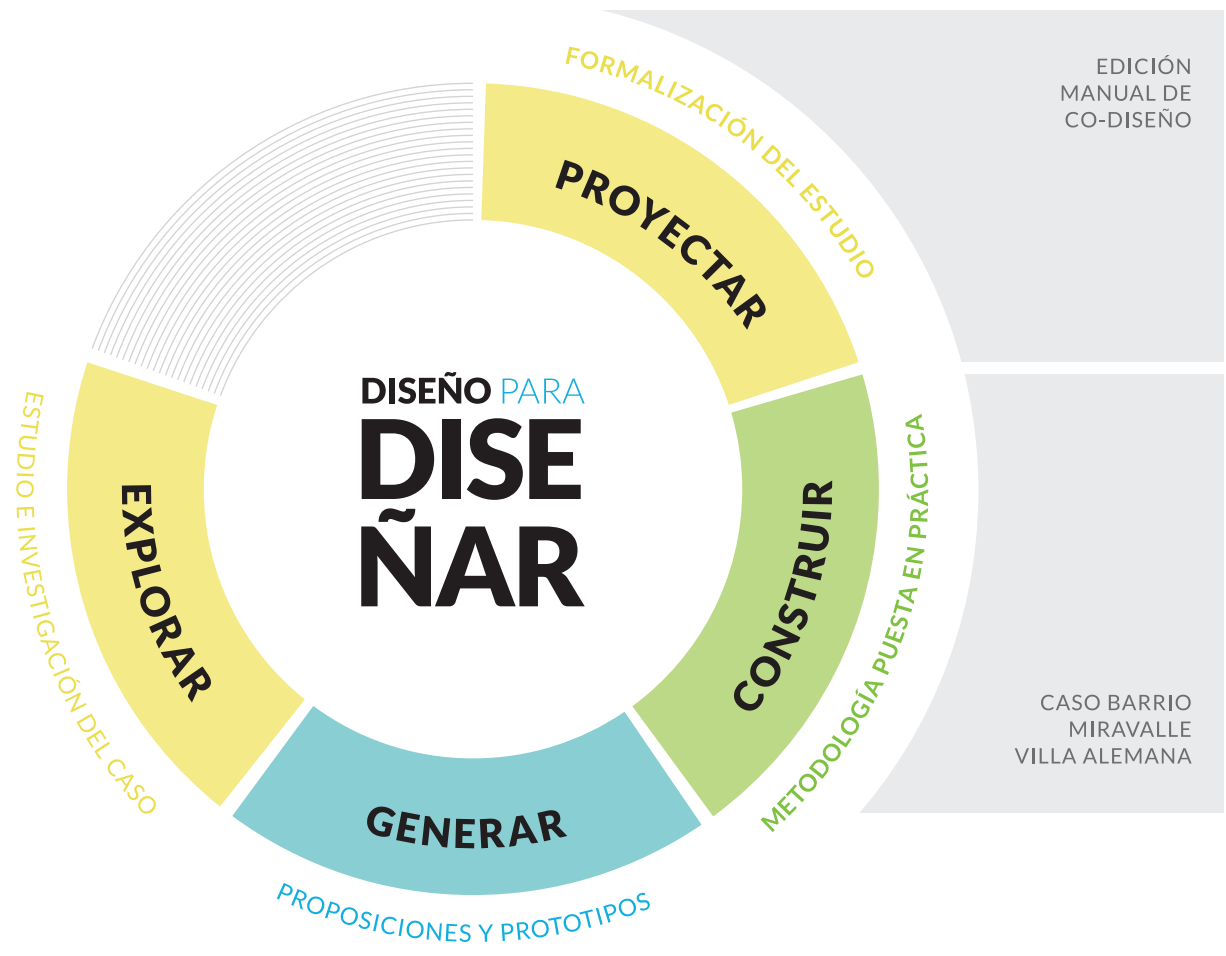 FORMALIZACIÓN DEL ESTUDIO
EDICIÓN
MANUAL DE
CO-DISEÑO
PROYECTAR
DISEÑO PARA
DISE
ÑAR
ESTUDIO E INVESTIGACIÓN DEL CASO
EXPLORAR
CONSTRUIR
METODOLOGÍA PUESTA EN PRÁCTICA
CASO BARRIO
MIRAVALLE
VILLA ALEMANA
GENERAR
PROPOSICIONES Y PROTOTIPOS